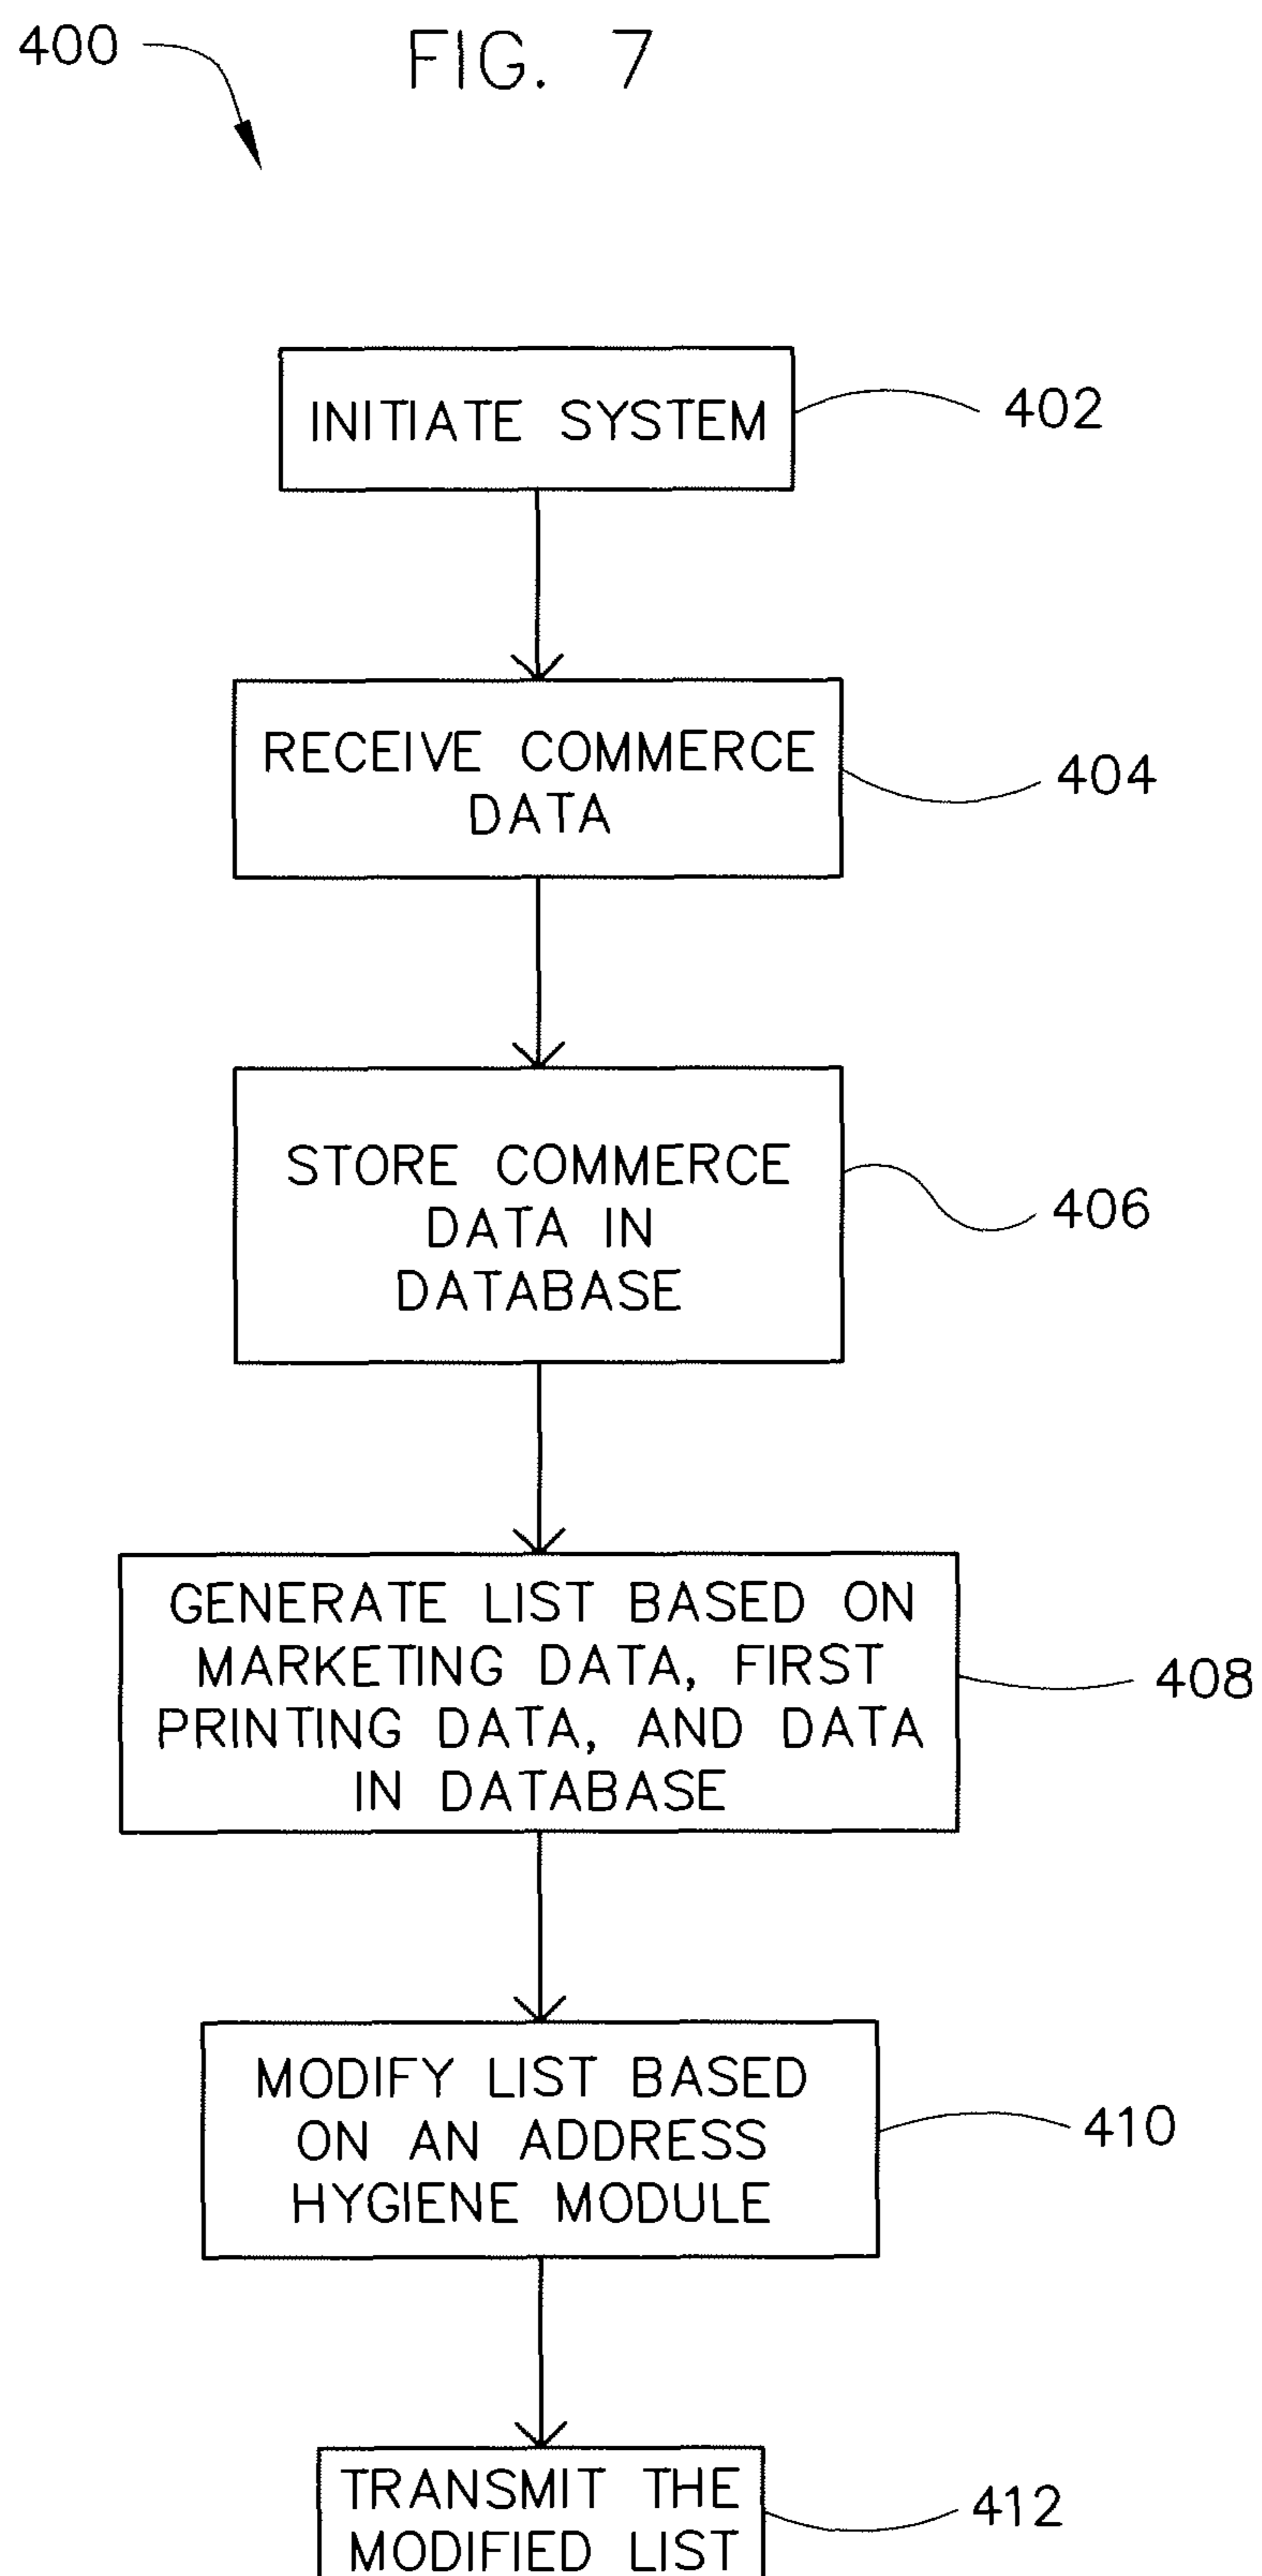 400
FIG. 7
INITIATE SYSTEM
402
RECEIVE COMMERCE
DATA
404
STORE COMMERCE
DATA IN
DATABASE
406
GENERATE LIST BASED ON
MARKETING DATA, FIRST
PRINTING DATA, AND DATA
IN DATABASE
408
MODIFY LIST BASED
ON AN ADDRESS
HYGIENE MODULE
410
TRANSMIT THE
MODIFIED LIST
412